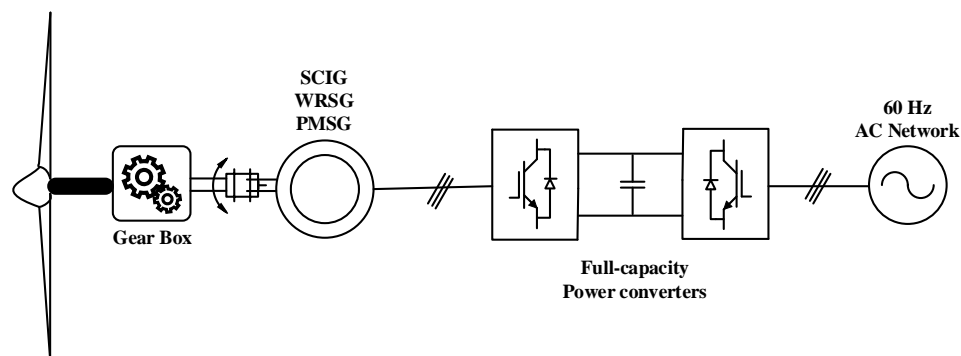 SCIG
WRSG
PMSG
60 Hz
AC Network
Gear Box
Full-capacity
Power converters